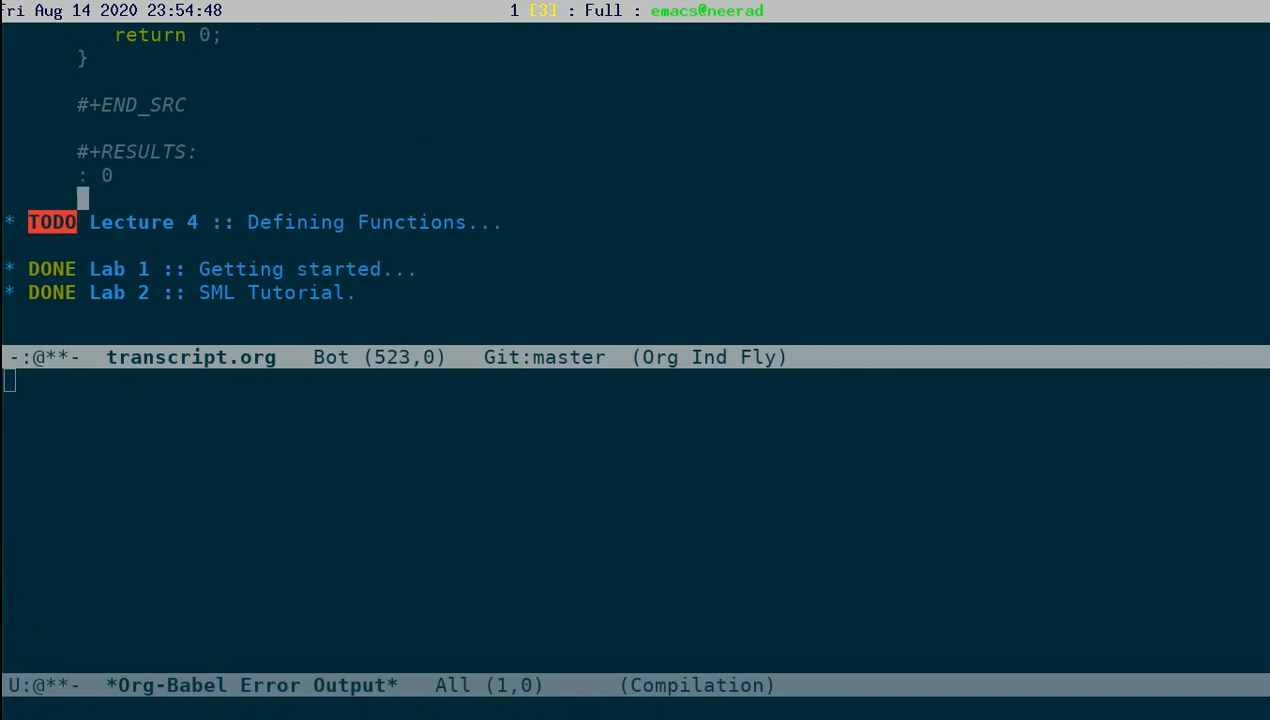 Fri Aug 14 2020 23:54:48 1 [3] : Full : emacs@neerad
return 0;
}
#+END_SRC
#+RESULTS:
: 0
* TODO Lecture 4 :: Defining Functions...
* DONE Lab 1 :: Getting started...
* DONE Lab 2 :: SML Tutorial.
-:@**- transcript.org Bot (523,0) Git:master (Org Ind Fly)
U:@**- *Org-Babel Error Output* All (1,0) (Compilation)